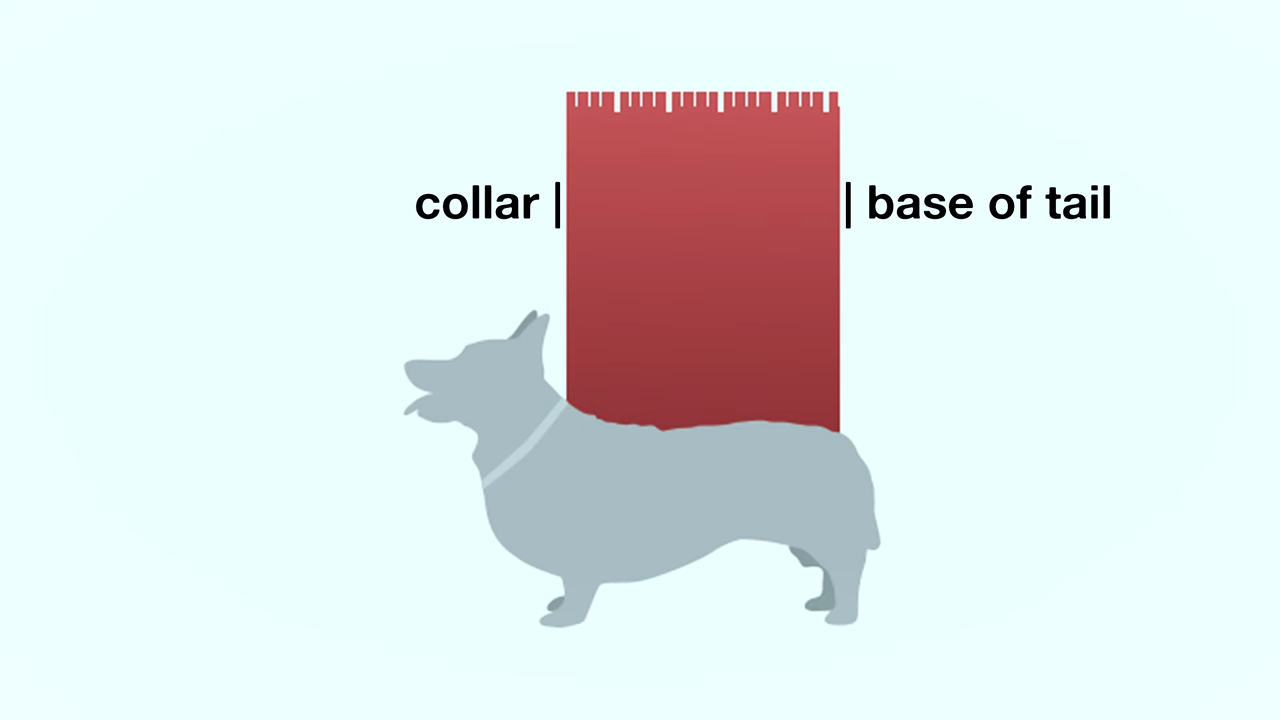 collar | | base of tail